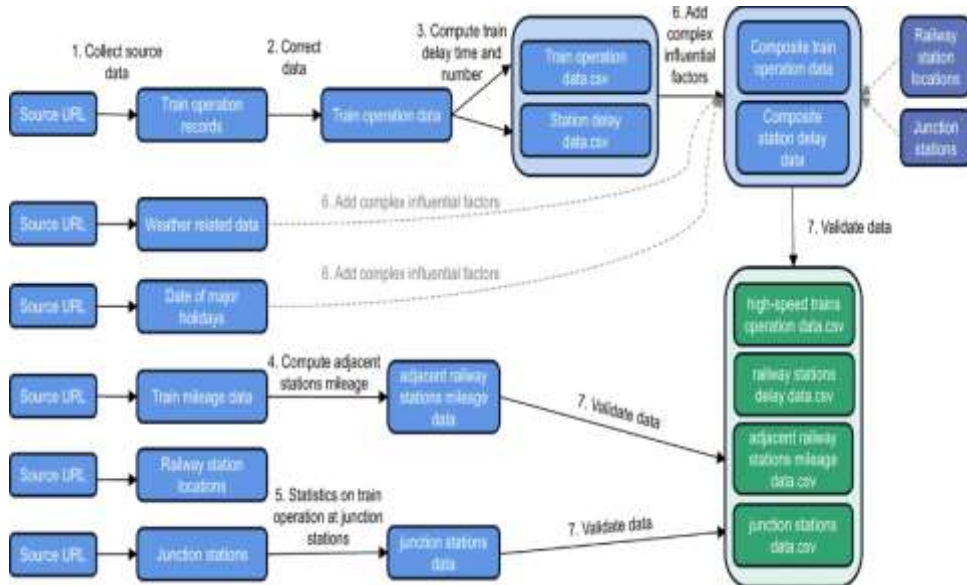 1. Collect source
data
2. Correct
data
3. Compute train
delay time and
number
6. Add
complex
influential
factors
Source URL
Train operation
records
Train operation data
Train operation
data.csv
Station delay
data.csv
Composite train
operation data
Composite
station delay
data
Railway
station
locations
Junction
stations
Source URL
Weather related data
6. Add complex influential factors
7. Validate data
Source URL
Date of major
holidays
6. Add complex influential factors
high-speed trains
operation data.csv
Source URL
Train mileage data
4. Compute adjacent
stations mileage
adjacent railway
stations mileage
data
7. Validate data
railway stations
delay data.csv
adjacent railway
stations mileage
data.csv
Source URL
Railway station
locations
Source URL
Junction stations
5. Statistics on train
operation at junction
stations
junction stations
data
7. Validate data
junction stations
data.csv